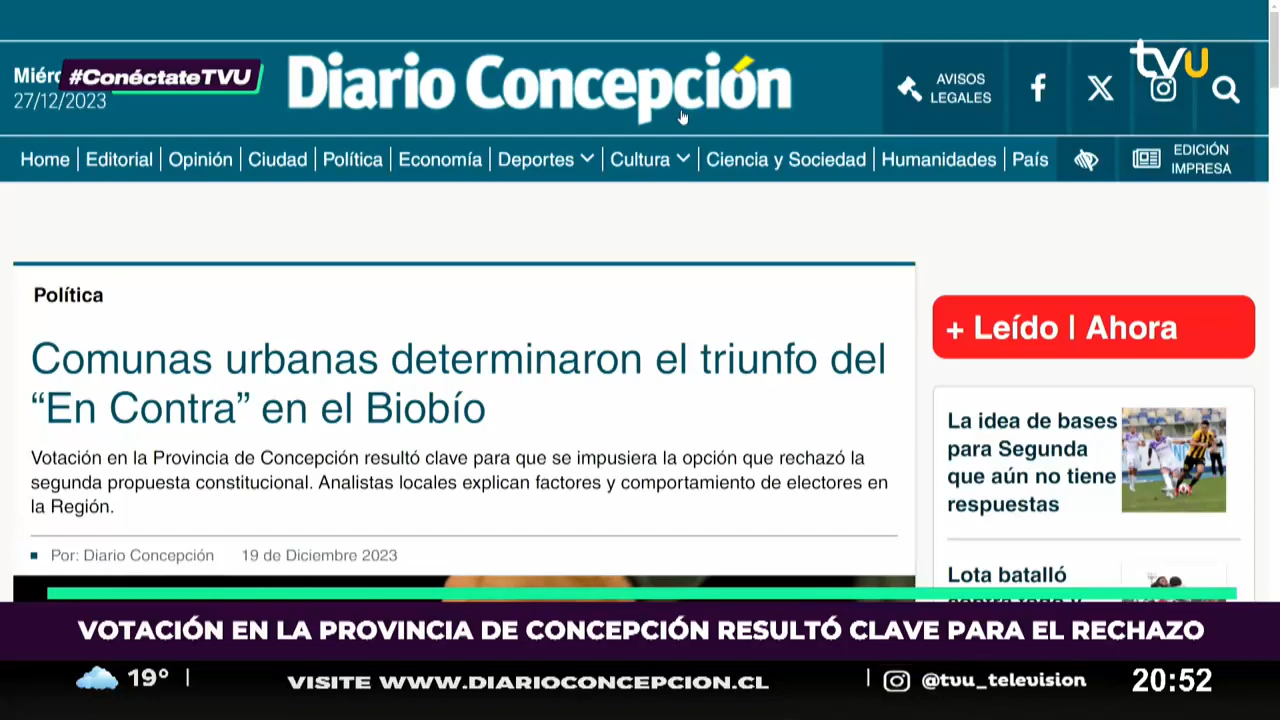 Miérc
27/12/2023
#ConéctateTVU
Diario Concepción
AVISOS
LEGALES
tvU
Home
Editorial
Opinión
Ciudad
Política
Economía
Deportes
Cultura
Ciencia y Sociedad
Humanidades
País
EDICIÓN
IMPRESA
Política
Comunas urbanas determinaron el triunfo del
“En Contra” en el Biobío
Votación en la Provincia de Concepción resultó clave para que se impusiera la opción que rechazó la
segunda propuesta constitucional. Analistas locales explican factores y comportamiento de electores en
la Región.
Por: Diario Concepción
19 de Diciembre 2023
+ Leído | Ahora
La idea de bases
para Segunda
que aún no tiene
respuestas
Lota batalló
VOTACIÓN EN LA PROVINCIA DE CONCEPCIÓN RESULTÓ CLAVE PARA EL RECHAZO
19° |
VISITE WWW.DIARIOCONCEPCION.CL
| @tvu_television
20:52